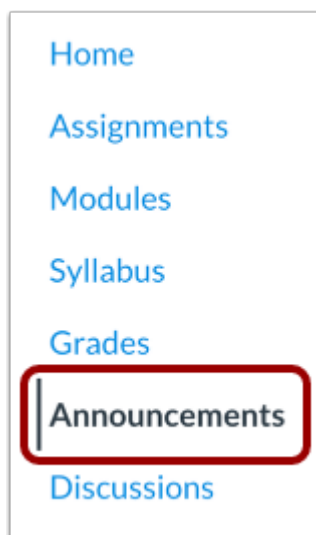 Home
Assignments
Modules
Syllabus
Grades
Announcements
Discussions